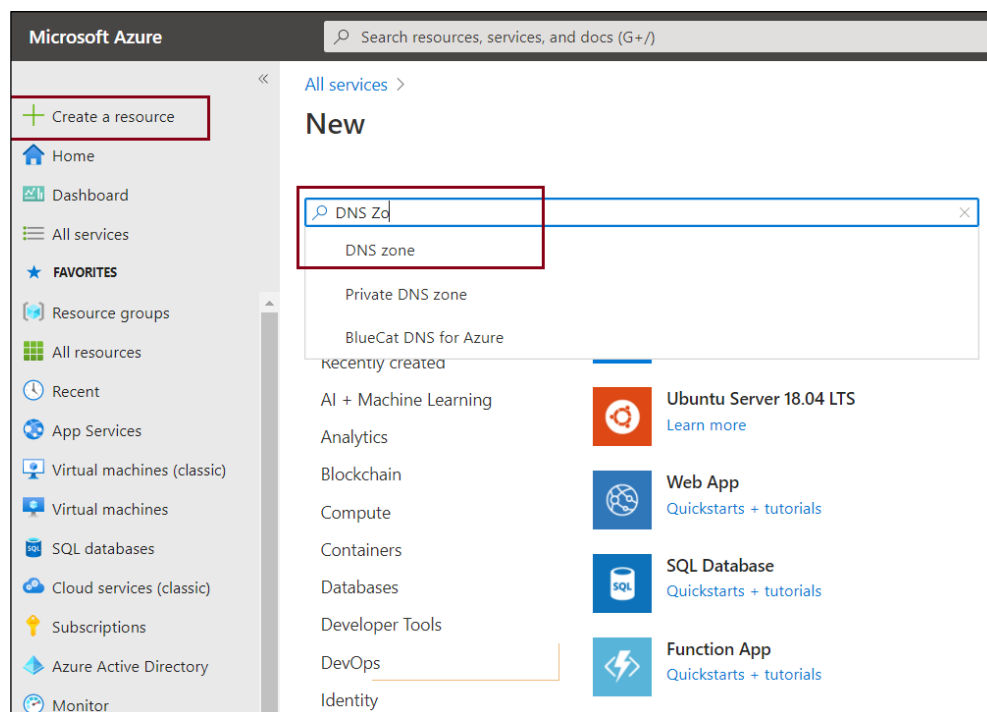 Microsoft Azure
Search resources, services, and docs (G+/)
«
Create a resource
Home
Dashboard
All services
FAVORITES
Resource groups
All resources
Recent
App Services
Virtual machines (classic)
Virtual machines
SQL databases
Cloud services (classic)
Subscriptions
Azure Active Directory
Monitor
All services >
New
DNS Zo
DNS zone
Private DNS zone
BlueCat DNS for Azure
Recently created
AI + Machine Learning
Analytics
Blockchain
Compute
Containers
Databases
Developer Tools
DevOps
Identity
Ubuntu Server 18.04 LTS
Learn more
Web App
Quickstarts + tutorials
SQL
SQL Database
Quickstarts + tutorials
Function App
Quickstarts + tutorials